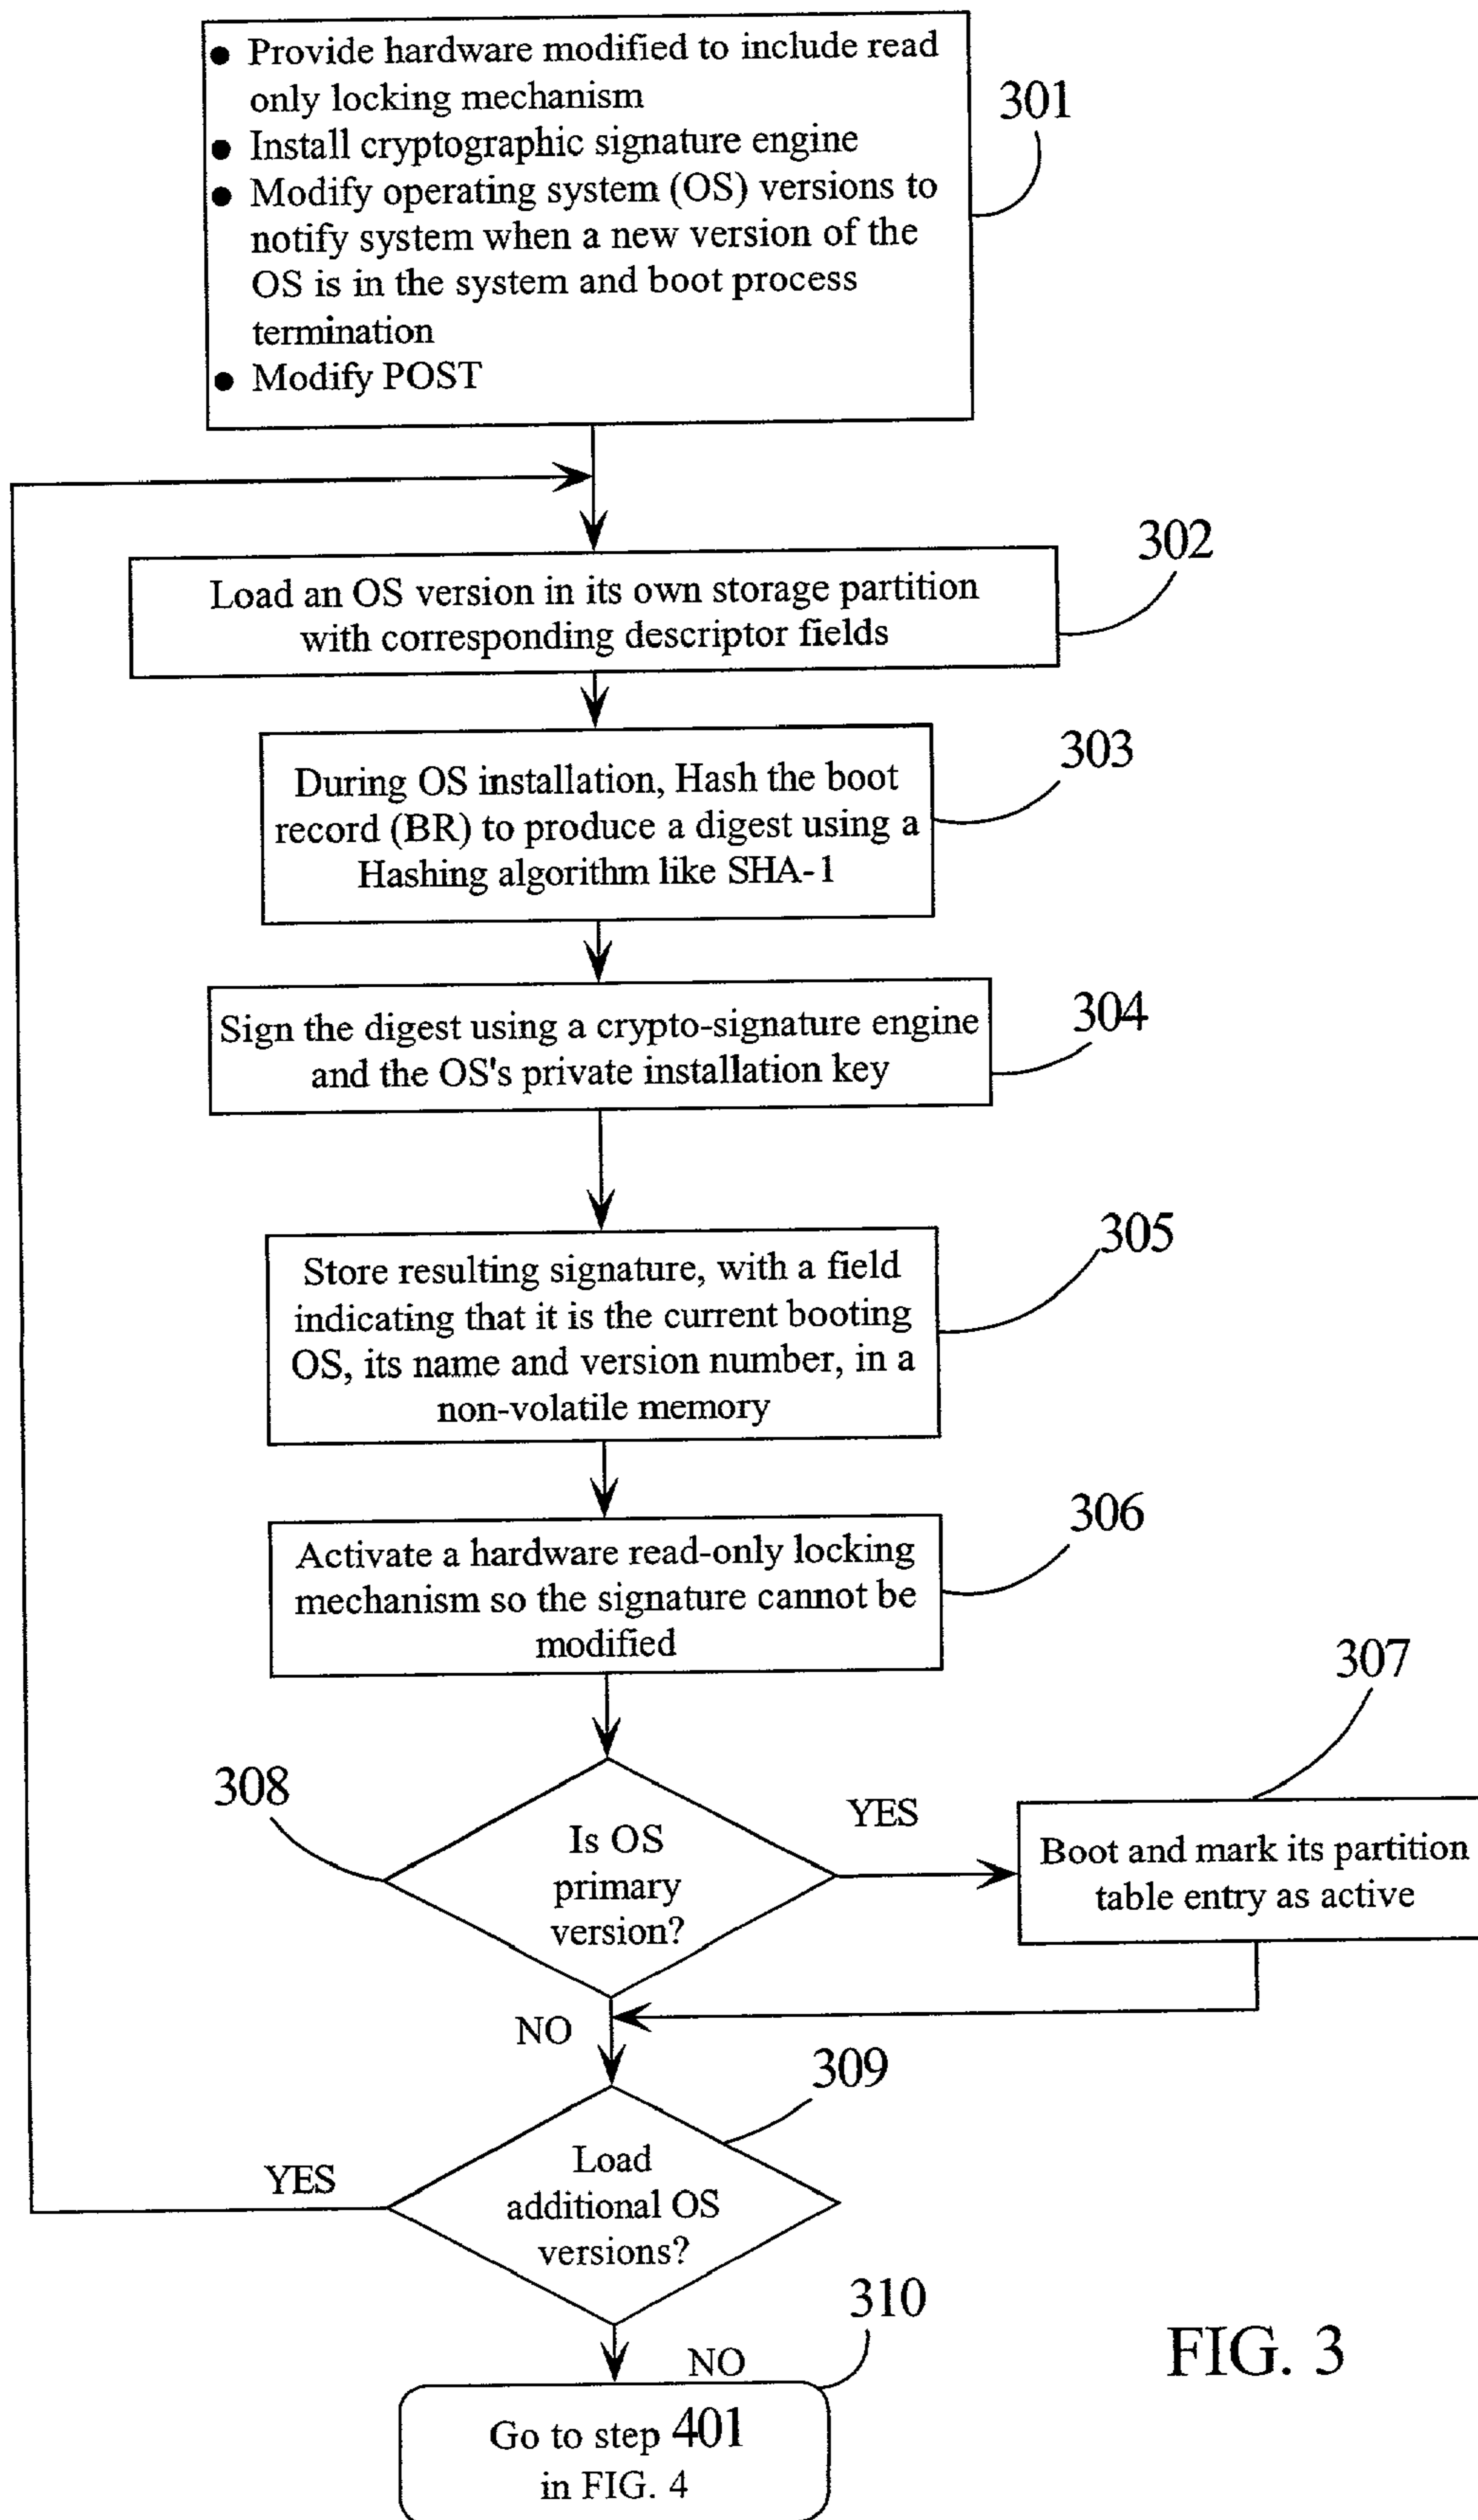 ● Provide hardware modified to include read
only locking mechanism
● Install cryptographic signature engine
● Modify operating system (OS) versions to
notify system when a new version of the
OS is in the system and boot process
termination
● Modify POST
301
302
Load an OS version in its own storage partition
with corresponding descriptor fields
303
During OS installation, Hash the boot
record (BR) to produce a digest using a
Hashing algorithm like SHA-1
304
Sign the digest using a crypto-signature engine
and the OS's private installation key
305
Store resulting signature, with a field
indicating that it is the current booting
OS, its name and version number, in a
non-volatile memory
306
Activate a hardware read-only locking
mechanism so the signature cannot be
modified
307
308
YES
Is OS
primary
version?
Boot and mark its partition
table entry as active
NO
309
YES
Load
additional OS
versions?
310
NO
Go to step 401
in FIG. 4
FIG. 3